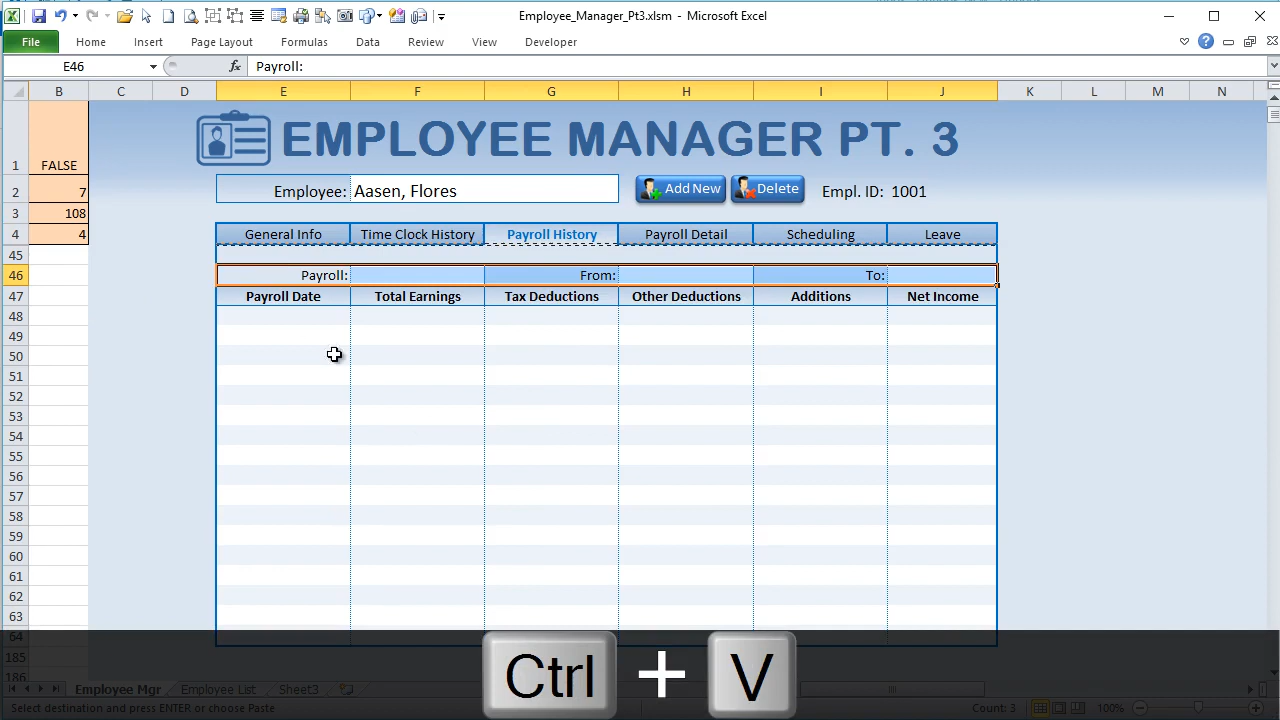 Employee_Manager_Pt3.xlsm - Microsoft Excel
File Home Insert Page Layout Formulas Data Review View Developer
E46 fx Payroll:
B C D E F G H I J K L M N
1 FALSE EMPLOYEE MANAGER PT. 3
2 7 Employee: Aasen, Flores Add New Delete Empl. ID: 1001
3 108
4 4 General Info Time Clock History Payroll History Payroll Detail Scheduling Leave
45
46 Payroll: From: To:
47 Payroll Date Total Earnings Tax Deductions Other Deductions Additions Net Income
48
49
50
51
52
53
54
55
56
57
58
59
60
61
62
63
64
185
186
Ctrl + V
Employee Mgr Employee List Sheet3
Select destination and press ENTER or choose Paste Count: 3 100%